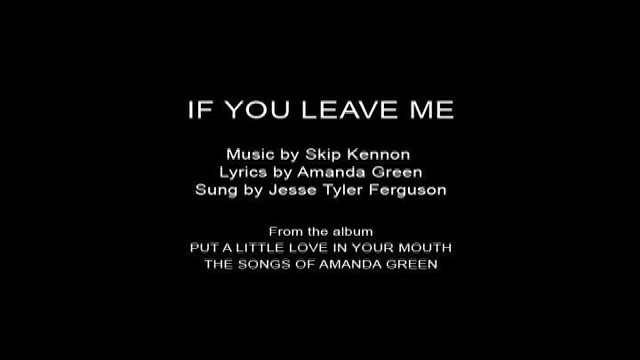 IF YOU LEAVE ME
Music by Skip Kennon
Lyrics by Amanda Green
Sung by Jesse Tyler Ferguson
From the album
PUT A LITTLE LOVE IN YOUR MOUTH
THE SONGS OF AMANDA GREEN